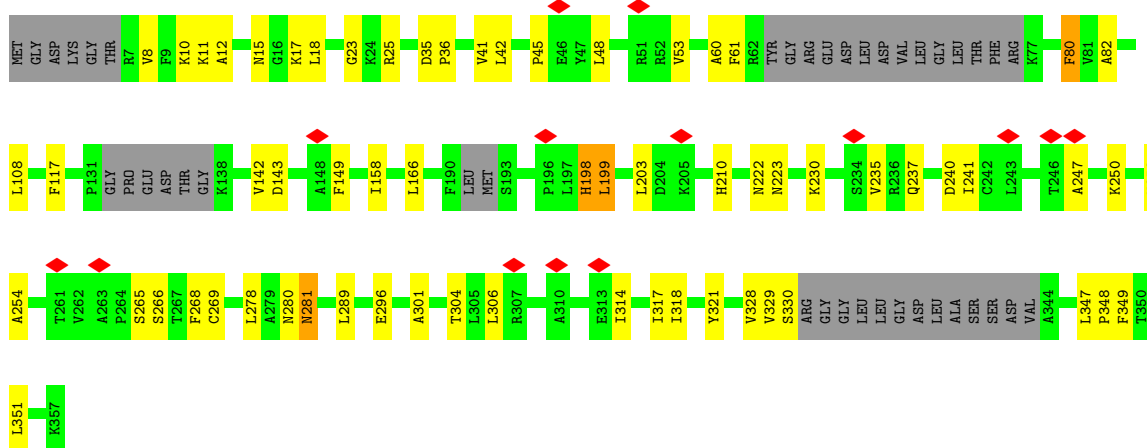 MET GLY ASP LYS GLY THR R7 V8 F9 K10 K11 A12 N15 G16 K17 L18 G23 K24 R25 D35 P36 V41 L42 P45 E46 Y47 L48 R51 R52 V53 A60 F61 R62 TYR GLY ARG GLU ASP LEU ASP VAL LEU GLY LEU THR PHE ARG K77 F80 V81 A82
L108 F117 P131 GLY PRO GLU ASP THR GLY K138 V142 D143 A148 F149 I158 L166 F190 LEU MET S193 P196 L197 H198 L199 L203 D204 K205 H210 N222 N223 K230 S234 V235 R236 Q237 D240 I241 C242 L243 T246 A247 K250
A254 T261 V262 A263 P264 S265 S266 T267 F268 C269 L278 A279 N280 N281 L289 E296 A301 T304 L305 L306 R307 A310 E313 I314 I317 I318 Y321 V328 V329 S330 ARG GLY GLY LEU LEU GLY ASP LEU ALA SER SER ASP VAL A344 L347 P348 F349 T350
L351 K357